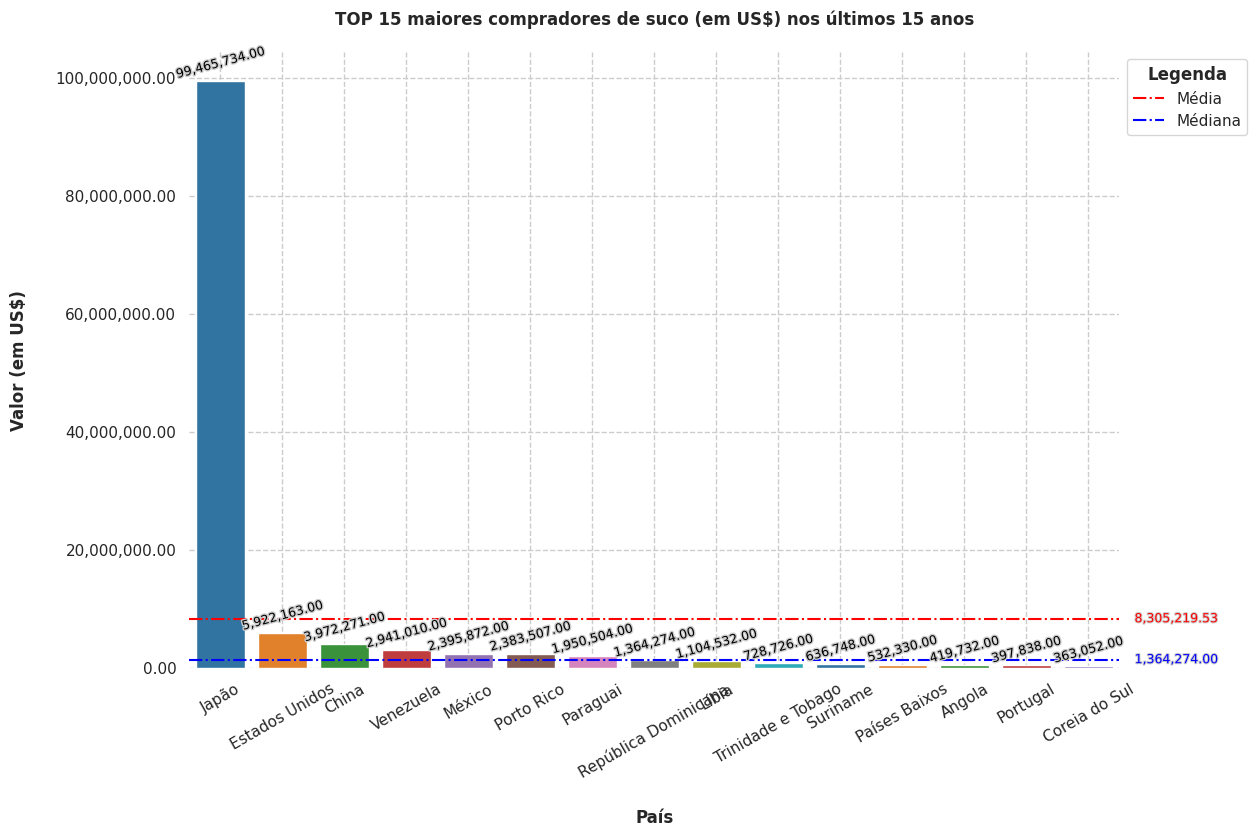 TOP 15 maiores compradores de suco (em US$) nos últimos 15 anos
Legenda
Média
Médiana
Valor (em US$)
100,000,000.00
80,000,000.00
60,000,000.00
40,000,000.00
20,000,000.00
0.00
99,465,734.00
5,922,163.00
3,972,271.00
2,941,010.00
2,395,872.00
2,383,507.00
1,950,504.00
1,364,274.00
1,104,532.00
728,726.00
636,748.00
532,330.00
419,732.00
397,838.00
363,052.00
8,305,219.53
1,364,274.00
Japão
Estados Unidos
China
Venezuela
México
Porto Rico
Paraguai
República Dominicana
Líbia
Trinidade e Tobago
Suriname
Países Baixos
Angola
Portugal
Coreia do Sul
País